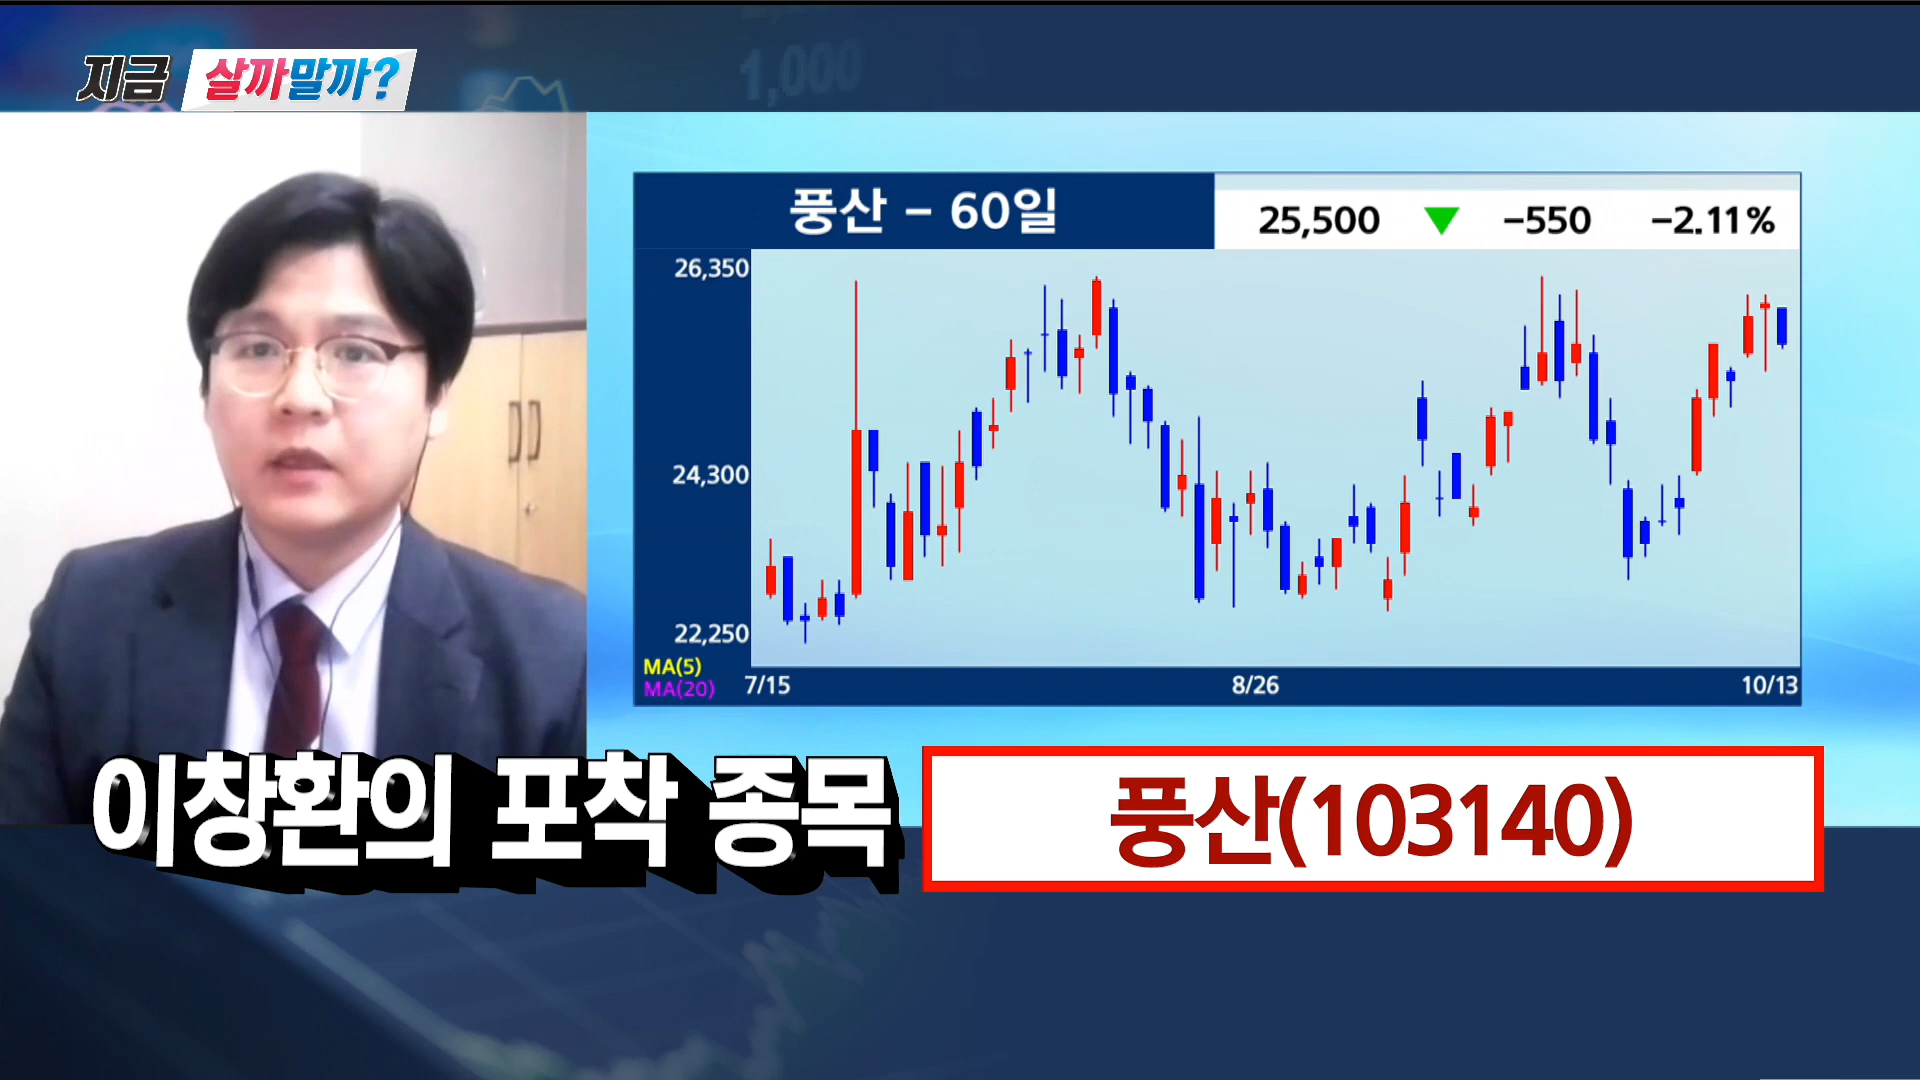 지금 살까말까?
1,000
풍산 – 60일
25,500 ▼ –550 –2.11%
26,350
24,300
22,250
MA(5)
MA(20)
7/15 8/26 10/13
이창환의 포착 종목
풍산(103140)